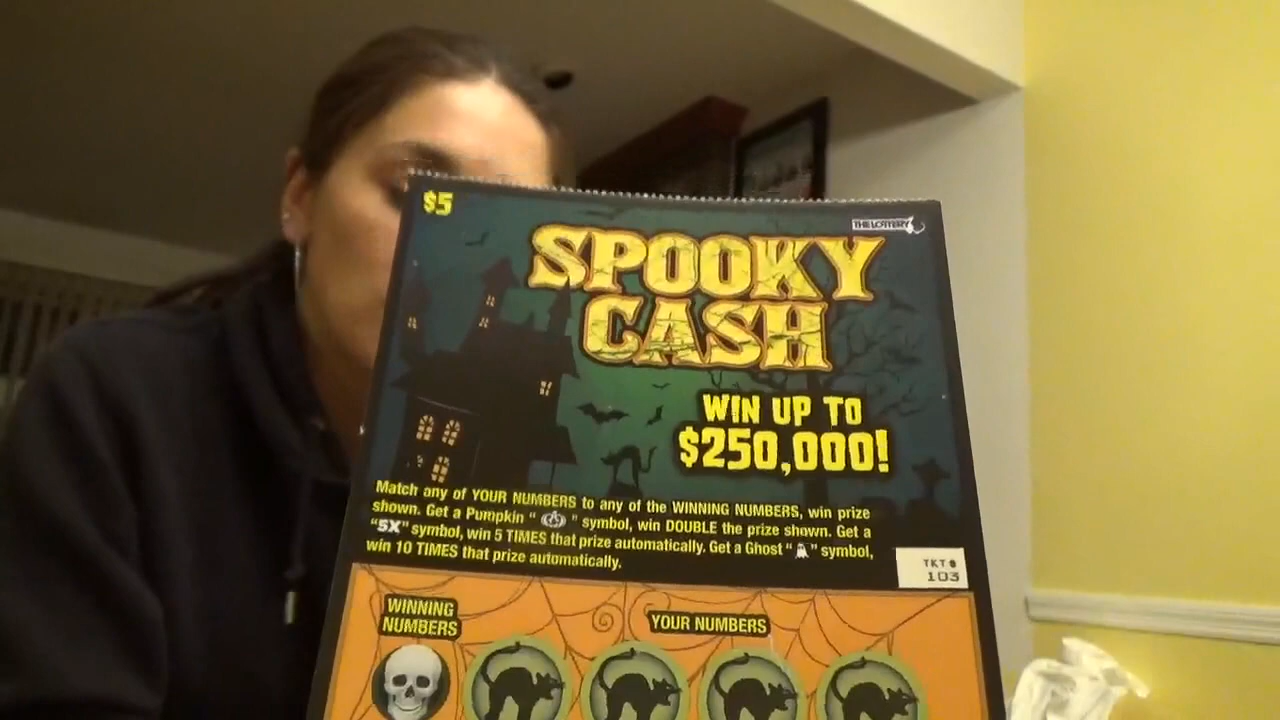 $5
THE LOTTERY
SPOOKY
CASH
WIN UP TO
$250,000!
Match any of YOUR NUMBERS to any of the WINNING NUMBERS, win prize
shown. Get a Pumpkin " " symbol, win DOUBLE the prize shown. Get a
"5X" symbol, win 5 TIMES that prize automatically. Get a Ghost " " symbol,
win 10 TIMES that prize automatically.
TKT#
103
WINNING
NUMBERS
YOUR NUMBERS